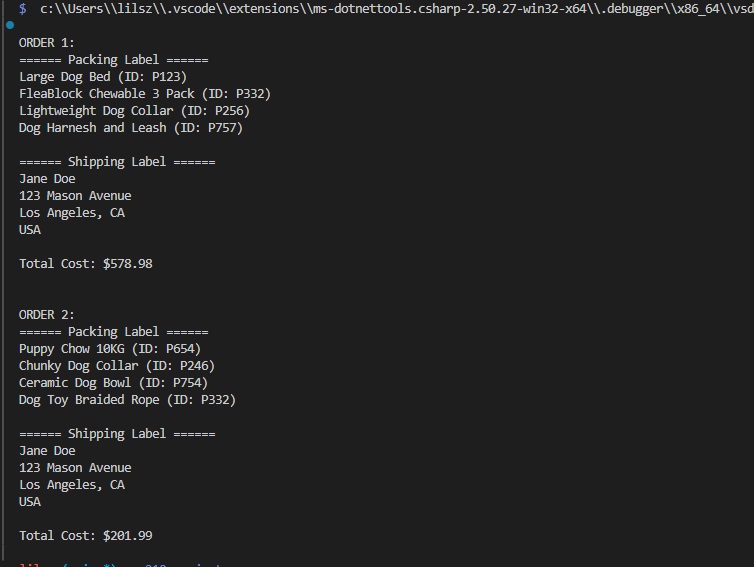 $ c:\\Users\\lilsz\\.vscode\\extensions\\ms-dotnettools.csharp-2.50.27-win32-x64\\.debugger\\x86_64\\vsd
ORDER 1:
====== Packing Label ======
Large Dog Bed (ID: P123)
FleaBlock Chewable 3 Pack (ID: P332)
Lightweight Dog Collar (ID: P256)
Dog Harnesh and Leash (ID: P757)
====== Shipping Label ======
Jane Doe
123 Mason Avenue
Los Angeles, CA
USA
Total Cost: $578.98
ORDER 2:
====== Packing Label ======
Puppy Chow 10KG (ID: P654)
Chunky Dog Collar (ID: P246)
Ceramic Dog Bowl (ID: P754)
Dog Toy Braided Rope (ID: P332)
====== Shipping Label ======
Jane Doe
123 Mason Avenue
Los Angeles, CA
USA
Total Cost: $201.99